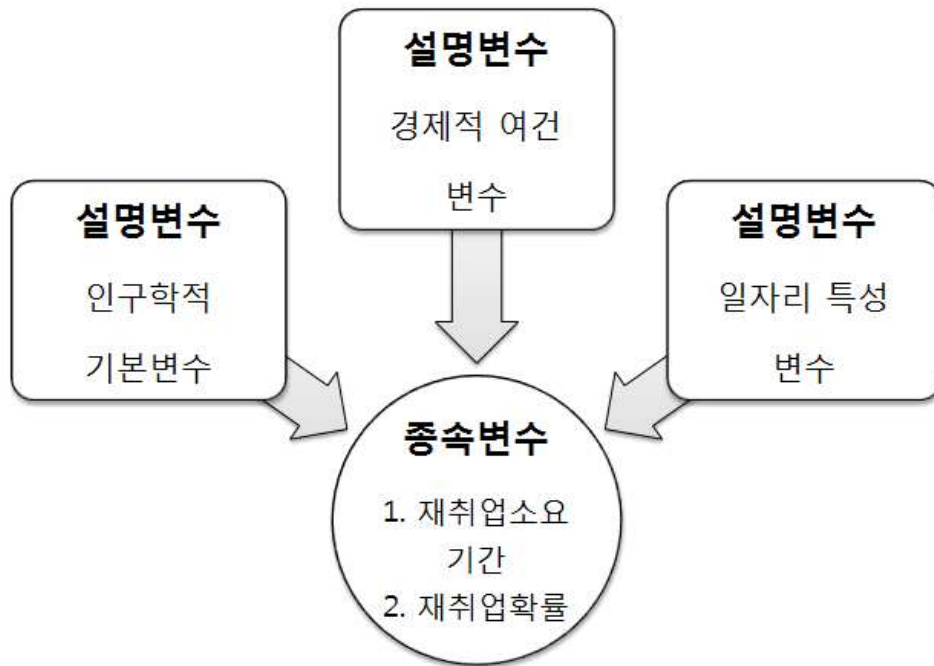 설명변수
경제적 여건
변수
설명변수
인구학적
기본변수
설명변수
일자리 특성
변수
종속변수
1. 재취업소요
기간
2. 재취업확률